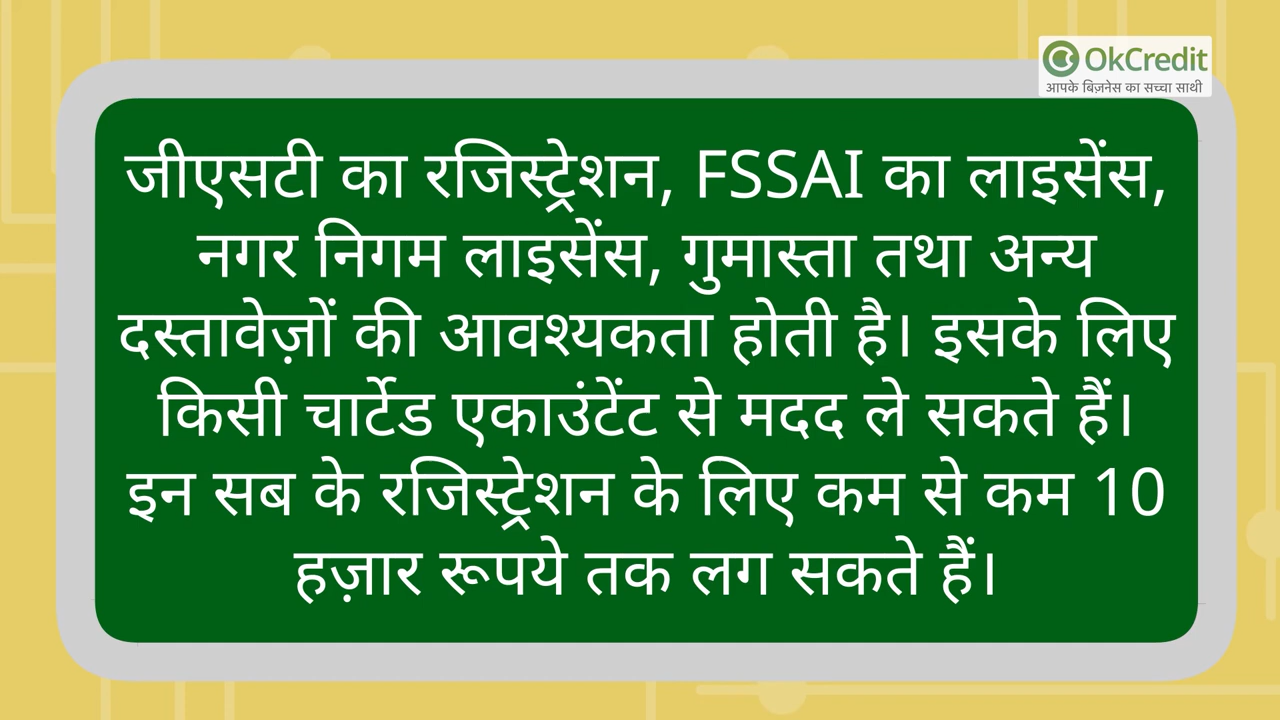 OkCredit
आपके बिज़नेस का सच्चा साथी
जीएसटी का रजिस्ट्रेशन, FSSAI का लाइसेंस,
नगर निगम लाइसेंस, गुमास्ता तथा अन्य
दस्तावेज़ों की आवश्यकता होती है। इसके लिए
किसी चार्टेड एकाउंटेंट से मदद ले सकते हैं।
इन सब के रजिस्ट्रेशन के लिए कम से कम 10
हज़ार रूपये तक लग सकते हैं।